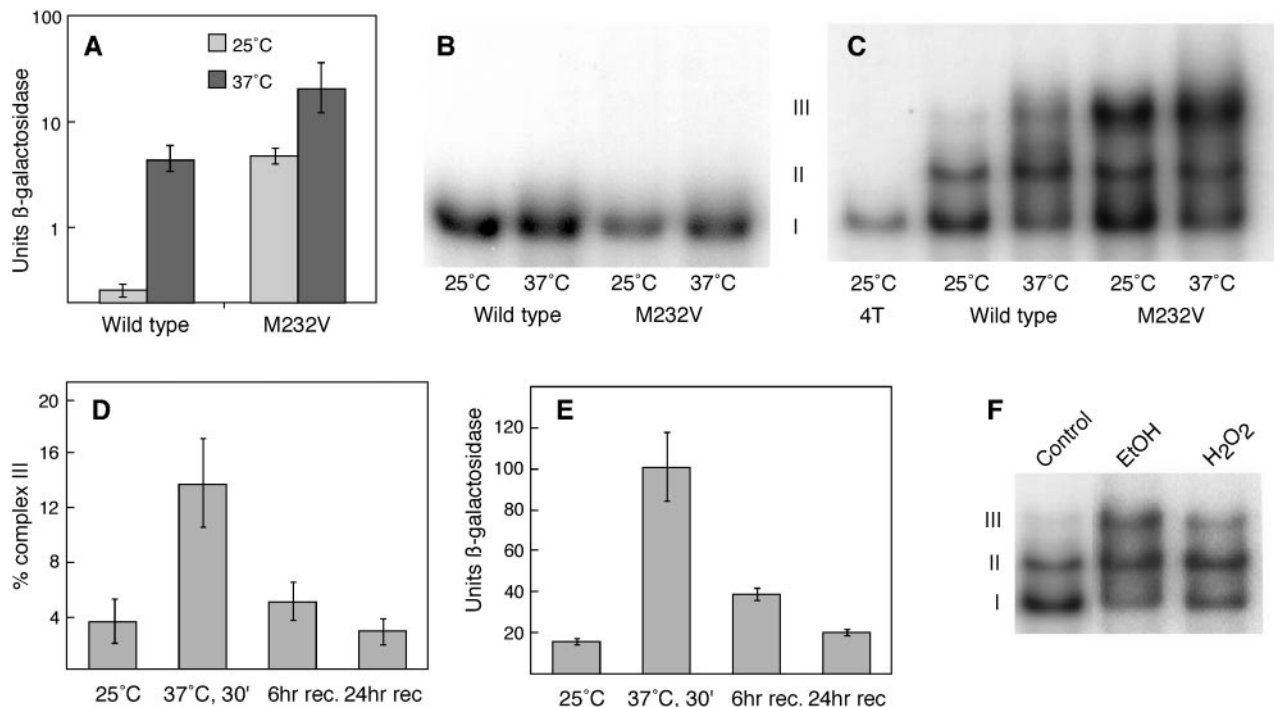 A
Units ß-galactosidase
100
10
1
25˚C
37˚C
Wild type
M232V
B
25˚C 37˚C 25˚C 37˚C
Wild type M232V
C
III
II
I
25˚C 25˚C 37˚C 25˚C 37˚C
4T Wild type M232V
D
% complex III
20
16
12
8
4
25˚C 37˚C, 30' 6hr rec. 24hr rec
E
Units ß-galactosidase
120
100
80
60
40
20
25˚C 37˚C, 30' 6hr rec. 24hr rec
F
Control EtOH H₂O₂
III
II
I